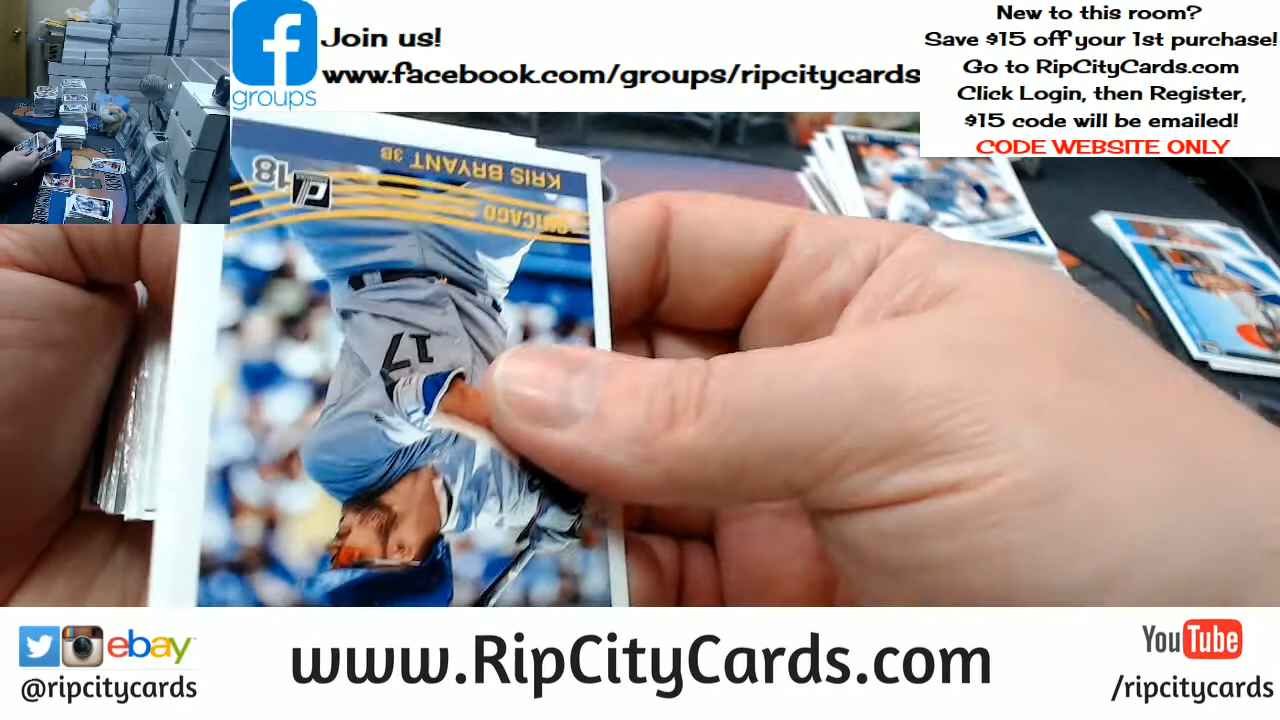 f
groups
Join us!
www.facebook.com/groups/ripcitycards
New to this room?
Save $15 off your 1st purchase!
Go to RipCityCards.com
Click Login, then Register,
$15 code will be emailed!
CODE WEBSITE ONLY
18
KRIS BRYANT 3B
CHICAGO
17
ebay
@ripcitycards
www.RipCityCards.com
YouTube
/ripcitycards